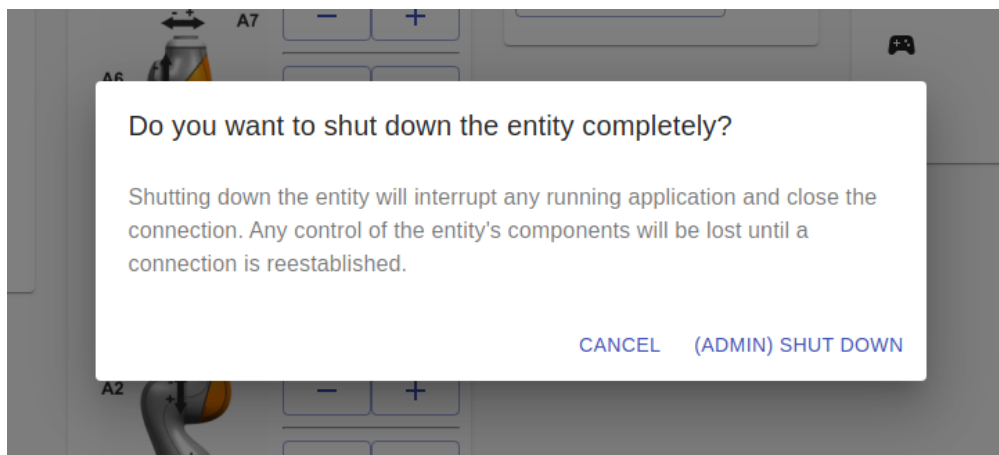 A7
A6
Do you want to shut down the entity completely?
Shutting down the entity will interrupt any running application and close the
connection. Any control of the entity's components will be lost until a
connection is reestablished.
CANCEL (ADMIN) SHUT DOWN
A2